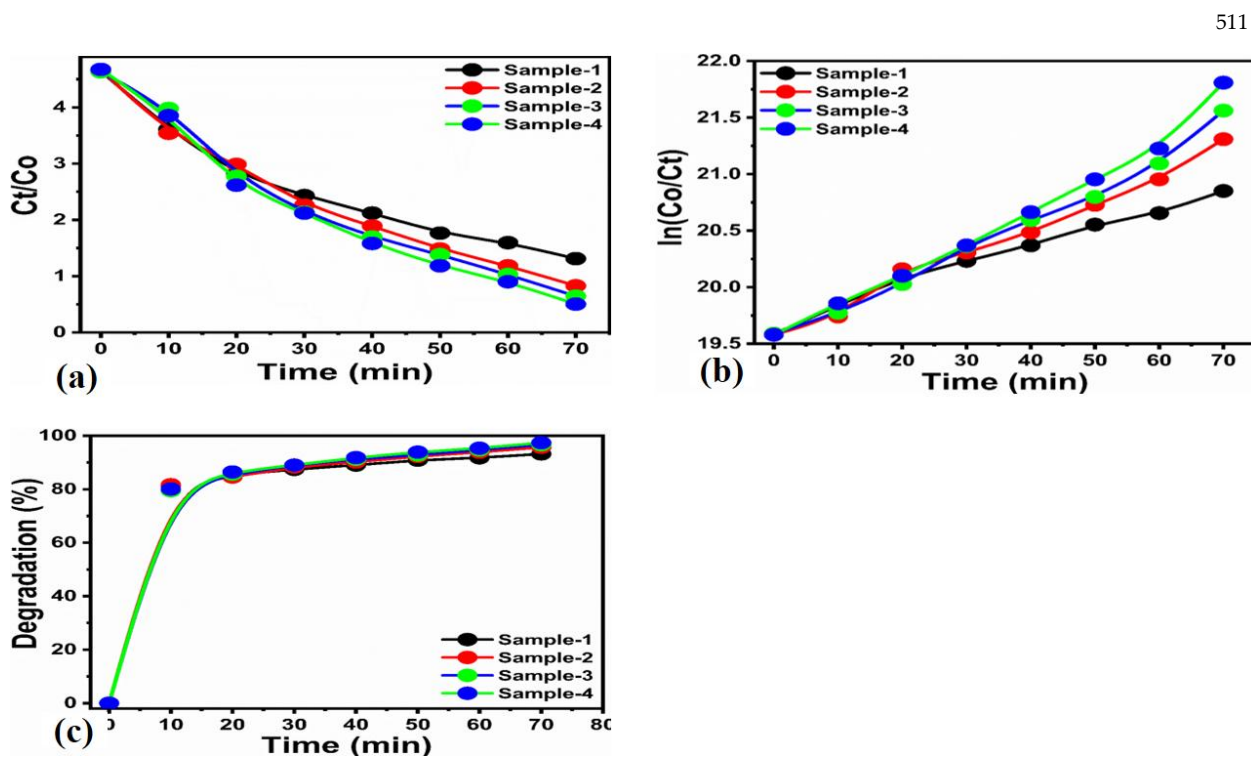 511
Sample-1
Sample-2
Sample-3
Sample-4
Ct/Co
4
3
2
1
0
0 10 20 30 40 50 60 70
Time (min)
(a)
Sample-1
Sample-2
Sample-3
Sample-4
ln(Co/Ct)
22.0
21.5
21.0
20.5
20.0
19.5
0 10 20 30 40 50 60 70
Time (min)
(b)
Degradation (%)
100
80
60
40
20
0
Sample-1
Sample-2
Sample-3
Sample-4
0 10 20 30 40 50 60 70 80
Time (min)
(c)